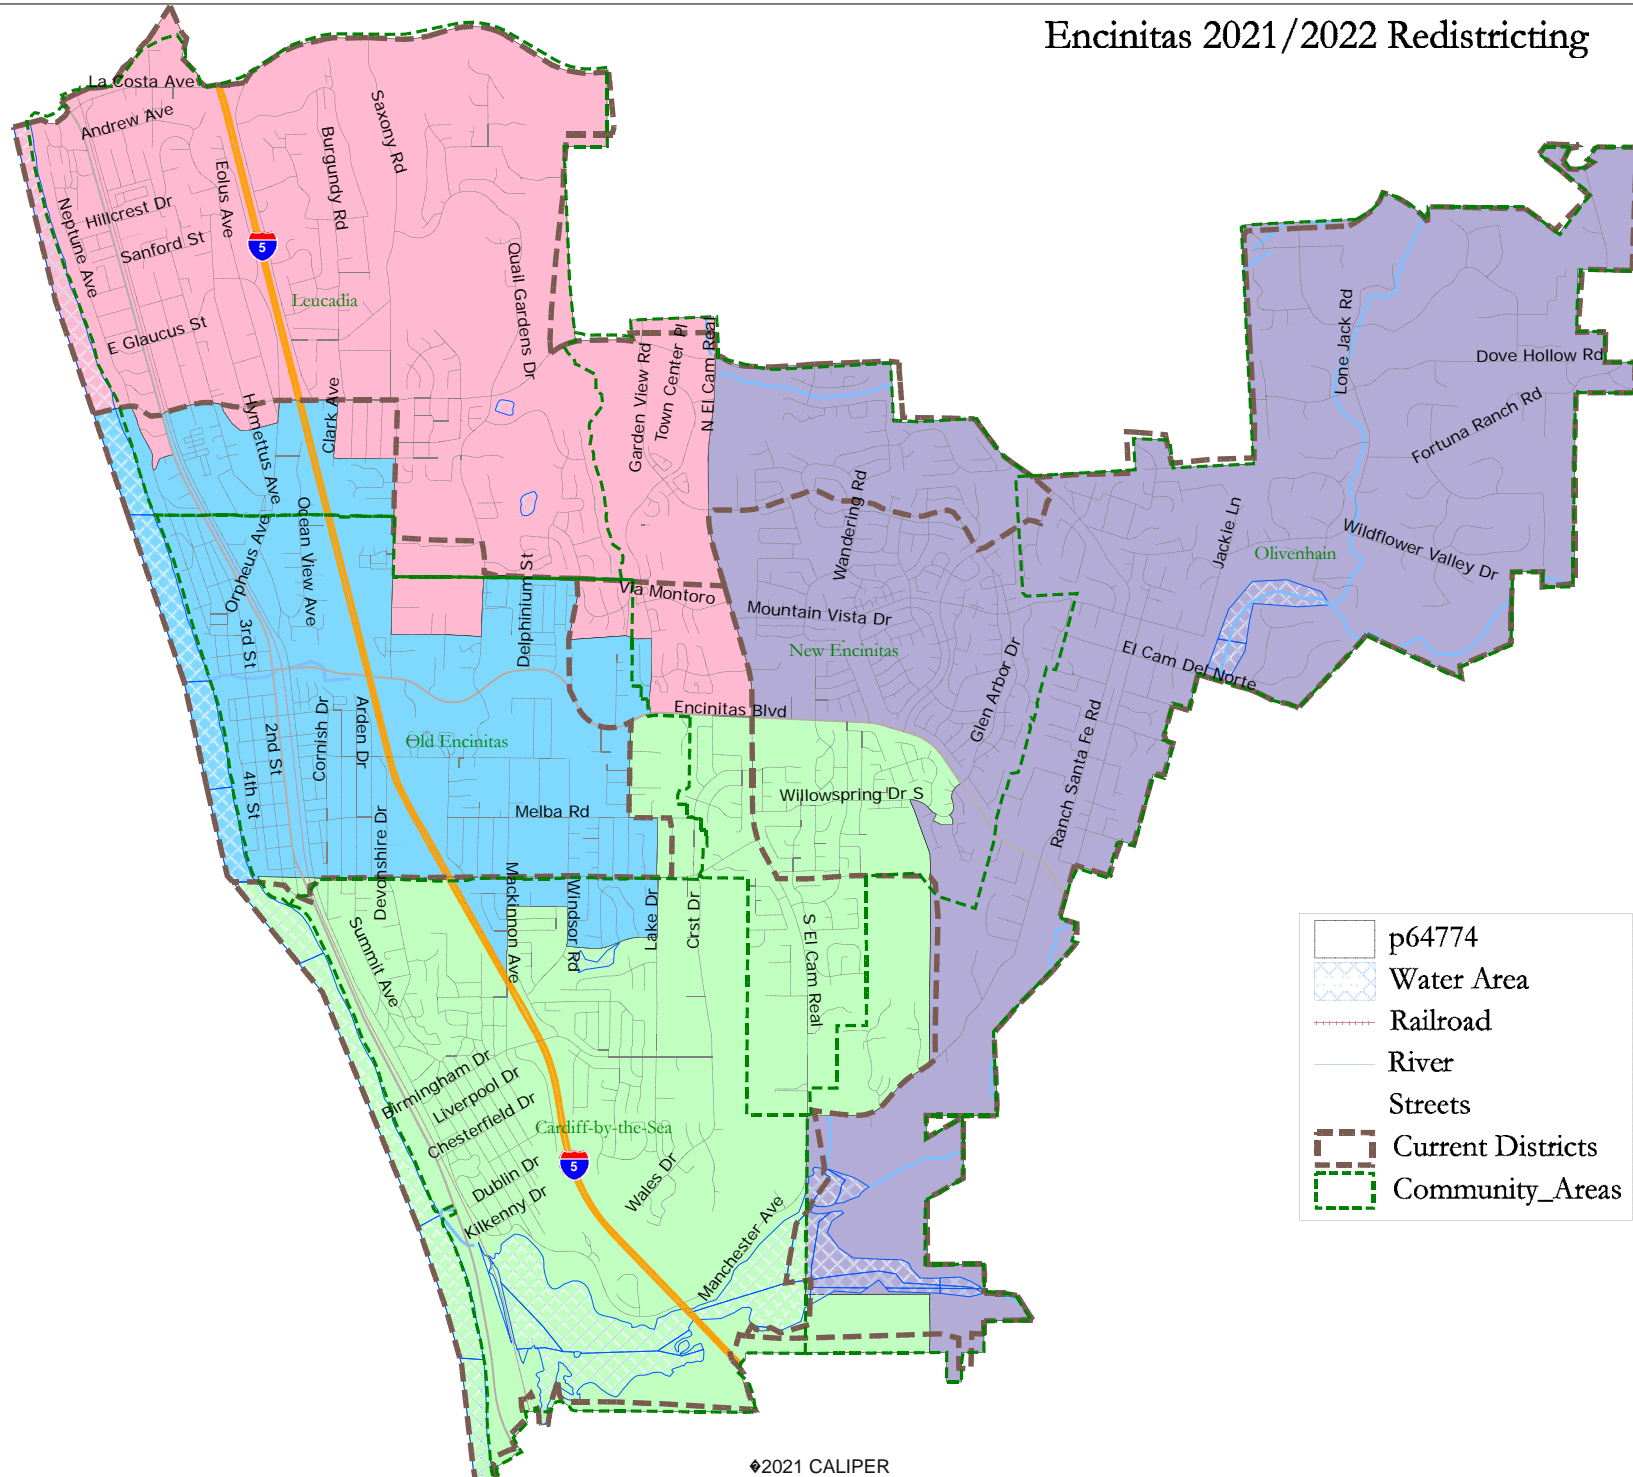 Encinitas 2021/2022 Redistricting
La Costa Ave
Andrew Ave
Saxony Rd
Burgundy Rd
Eolus Ave
Neptune Ave
Hillcrest Dr
Sanford St
5
Quail Gardens Dr
Leucadia
E Glaucus St
Garden View Rd
Town Center Pl
N El Cam Real
Lone Jack Rd
Dove Hollow Rd
Fortuna Ranch Rd
Hymettus Ave
Clark Ave
Wandering Rd
Jackie Ln
Olivenhain
Wildflower Valley Dr
Orpheus Ave
Ocean View Ave
Delphinium St
Via Montoro
Mountain Vista Dr
New Encinitas
3rd St
El Cam Del Norte
Glen Arbor Dr
Encinitas Blvd
Ranch Santa Fe Rd
2nd St
Cornish Dr
Arden Dr
Old Encinitas
4th St
Willowspring Dr S
Melba Rd
Devonshire Dr
Mackinnon Ave
Windsor Rd
Lake Dr
Crst Dr
S El Cam Real
Summit Ave
p64774
Water Area
Railroad
River
Streets
Current Districts
Community_Areas
Birmingham Dr
Liverpool Dr
Chesterfield Dr
Cardiff-by-the-Sea
5
Dublin Dr
Kilkenny Dr
Wales Dr
Manchester Ave
�2021 CALIPER